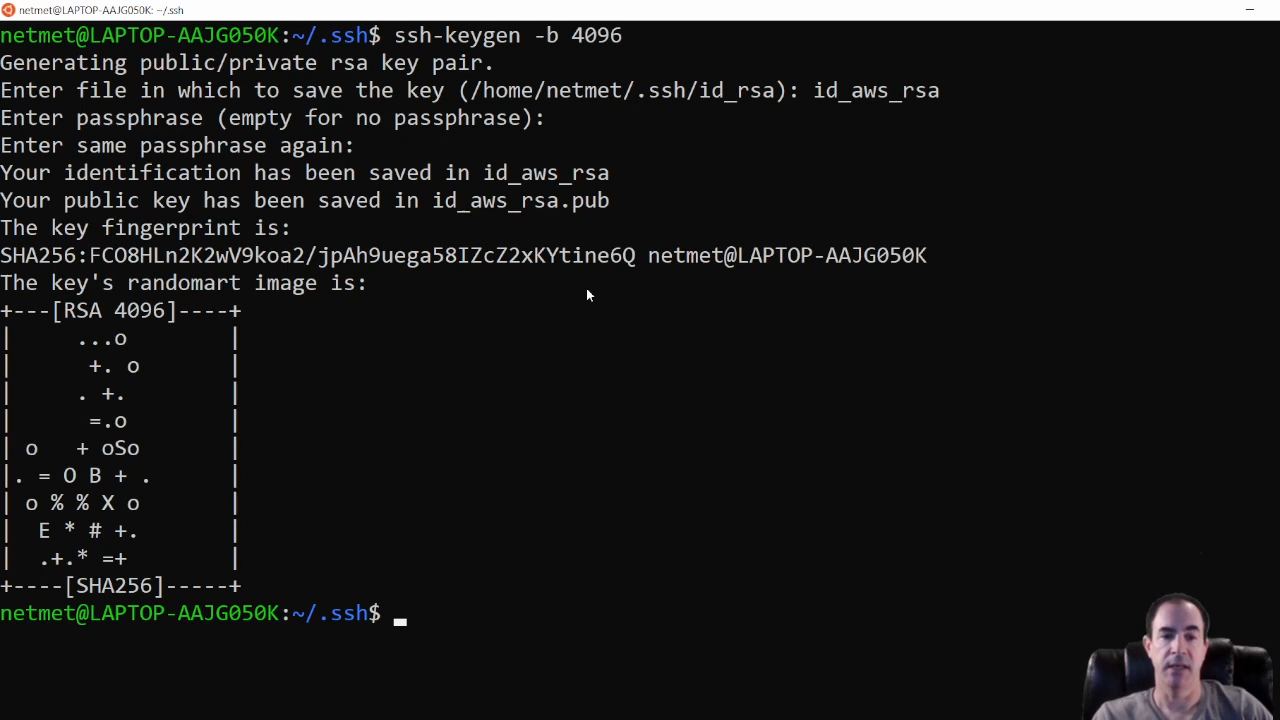 netmet@LAPTOP-AAJG050K: ~/.ssh
netmet@LAPTOP-AAJG050K:~/.ssh$ ssh-keygen -b 4096
Generating public/private rsa key pair.
Enter file in which to save the key (/home/netmet/.ssh/id_rsa): id_aws_rsa
Enter passphrase (empty for no passphrase):
Enter same passphrase again:
Your identification has been saved in id_aws_rsa
Your public key has been saved in id_aws_rsa.pub
The key fingerprint is:
SHA256:FCO8HLn2K2wV9koa2/jpAh9uega58IZcZ2xKYtine6Q netmet@LAPTOP-AAJG050K
The key's randomart image is:
+---[RSA 4096]----+
|     ...o        |
|      +. o       |
|     . +.        |
|      =.o        |
| o   + oSo       |
|. = O B + .      |
| o % % X o       |
|  E * # +.       |
|  .+.* =+        |
+----[SHA256]-----+
netmet@LAPTOP-AAJG050K:~/.ssh$